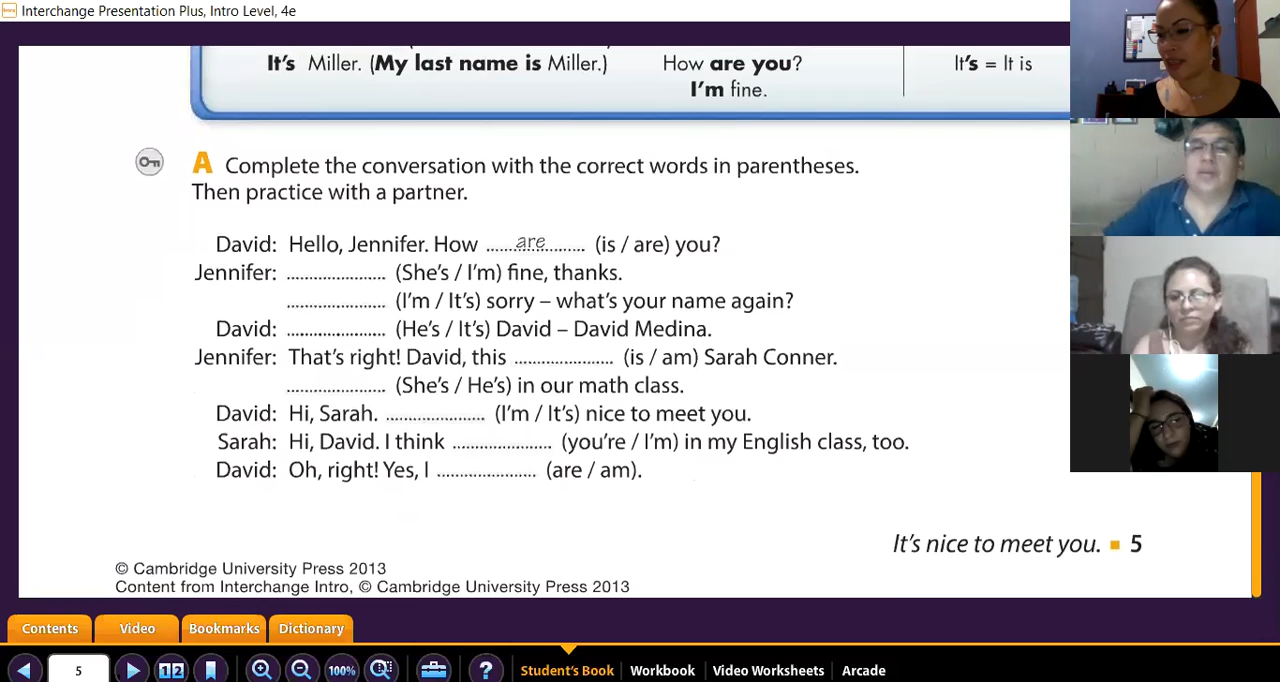 Interchange Presentation Plus, Intro Level, 4e
It's Miller. (My last name is Miller.) How are you? It's = It is
I'm fine.
A Complete the conversation with the correct words in parentheses.
Then practice with a partner.
David: Hello, Jennifer. How ......are...... (is / are) you?
Jennifer: ...................... (She's / I'm) fine, thanks.
...................... (I'm / It's) sorry – what's your name again?
David: ...................... (He's / It's) David – David Medina.
Jennifer: That's right! David, this ...................... (is / am) Sarah Conner.
...................... (She's / He's) in our math class.
David: Hi, Sarah. ...................... (I'm / It's) nice to meet you.
Sarah: Hi, David. I think ...................... (you're / I'm) in my English class, too.
David: Oh, right! Yes, I ...................... (are / am).
It's nice to meet you. ■ 5
© Cambridge University Press 2013
Content from Interchange Intro, © Cambridge University Press 2013
Contents Video Bookmarks Dictionary
5 1 2 100% ? Student's Book Workbook Video Worksheets Arcade